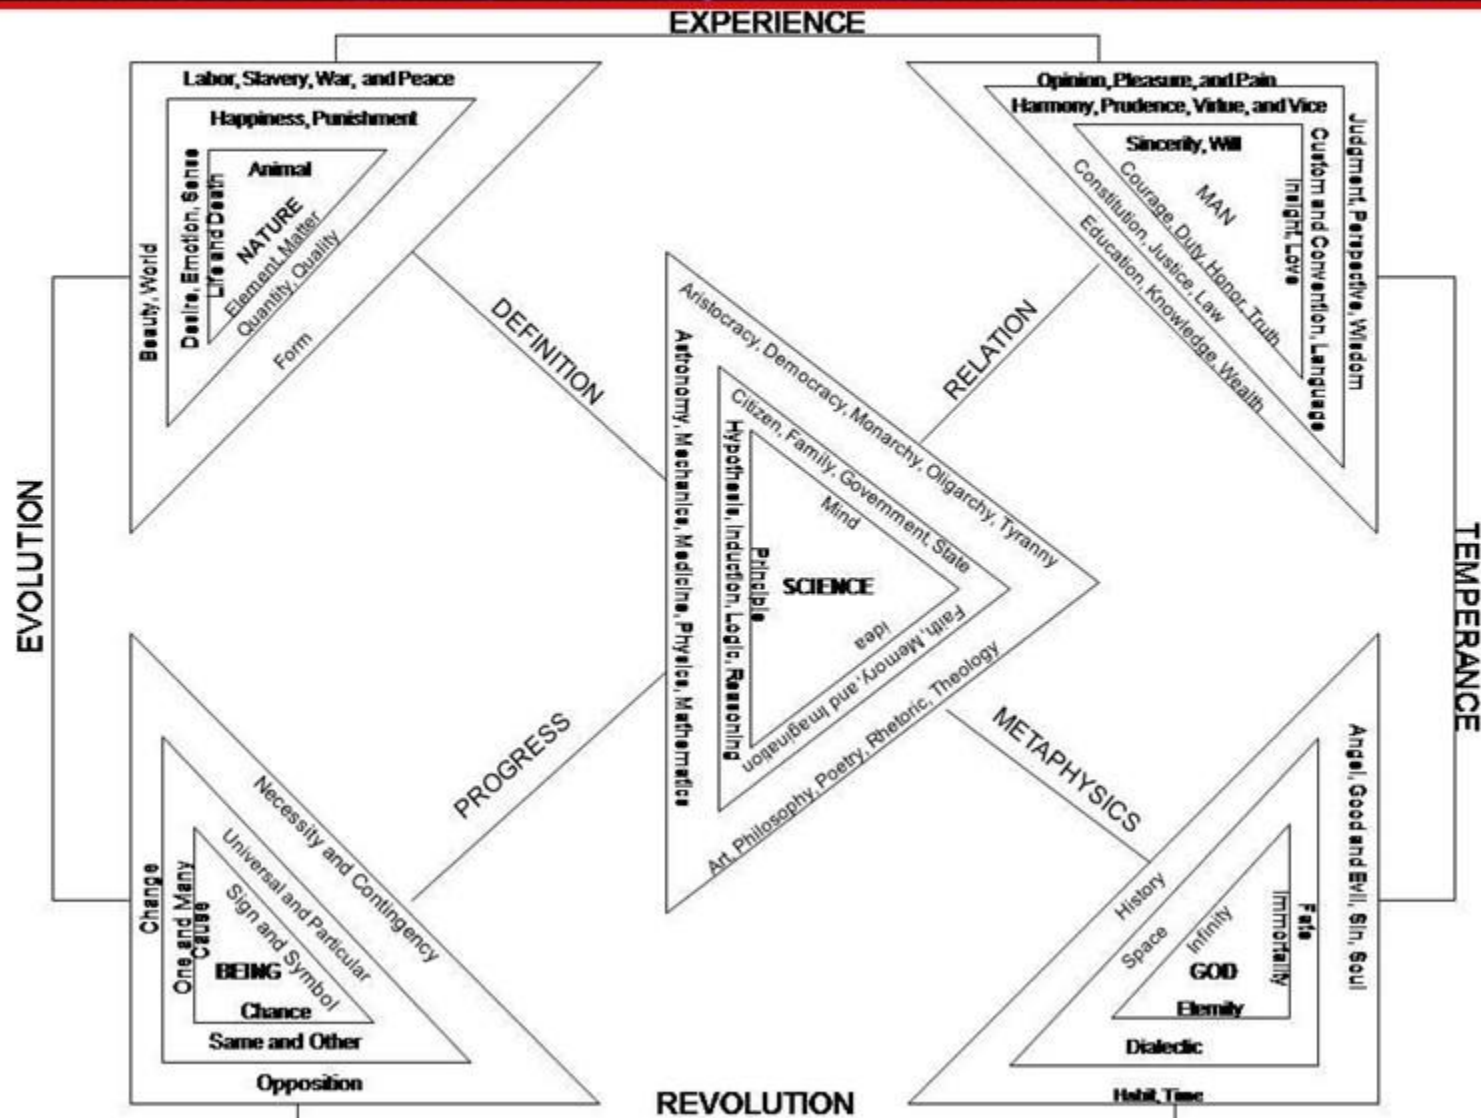 EXPERIENCE
Labor, Slavery, War, and Peace
Happiness, Punishment
Animal
NATURE
Element, Matter
Quantity, Quality
Form
Life and Death
Desire, Emotion, Sense
Beauty, World
Opinion, Pleasure, and Pain
Harmony, Prudence, Virtue, and Vice
Sincerity, Will
MAN
Insight, Love
Custom and Convention, Language
Judgment, Perspective, Wisdom
Courage, Duty, Honor, Truth
Constitution, Justice, Law
Education, Knowledge, Wealth
DEFINITION
RELATION
EVOLUTION
TEMPERANCE
Aristocracy, Democracy, Monarchy, Oligarchy, Tyranny
Citizen, Family, Government, State
Mind
SCIENCE
Principle
Hypothesis, Induction, Logic, Reasoning
Astronomy, Mechanics, Medicine, Physics, Mathematics
idea
Faith, Memory, and Imagination
Art, Philosophy, Poetry, Rhetoric, Theology
PROGRESS
METAPHYSICS
Necessity and Contingency
Universal and Particular
Sign and Symbol
BEING
Cause
One and Many
Change
Chance
Same and Other
Opposition
History
Space
Infinity
GOD
Immortality
Fate
Angel, Good and Evil, Sin, Soul
Eternity
Dialectic
Habit, Time
REVOLUTION